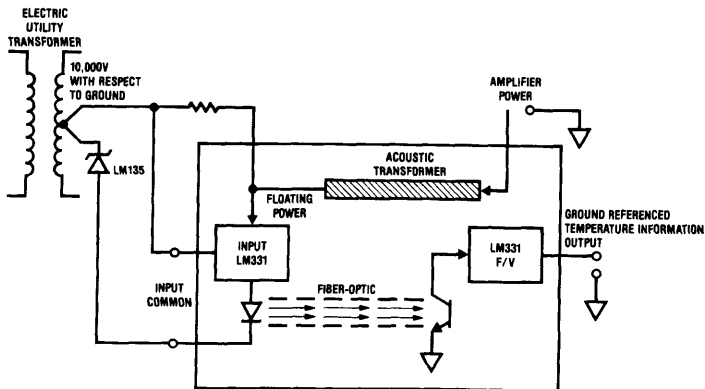 ELECTRIC
UTILITY
TRANSFORMER
10,000V
WITH RESPECT
TO GROUND
AMPLIFIER
POWER
LM135
ACOUSTIC
TRANSFORMER
FLOATING
POWER
GROUND REFERENCED
TEMPERATURE INFORMATION
OUTPUT
INPUT
LM331
LM331
F/V
INPUT
COMMON
FIBER-OPTIC